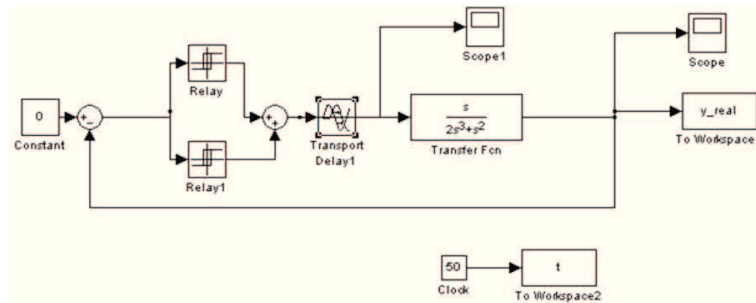 Scope1
Scope
Relay
0
Constant
+
-
+
+
Relay1
Transport
Delay1
s
2s³+s²
Transfer Fcn
y_real
To Workspace
50
Clock
t
To Workspace2